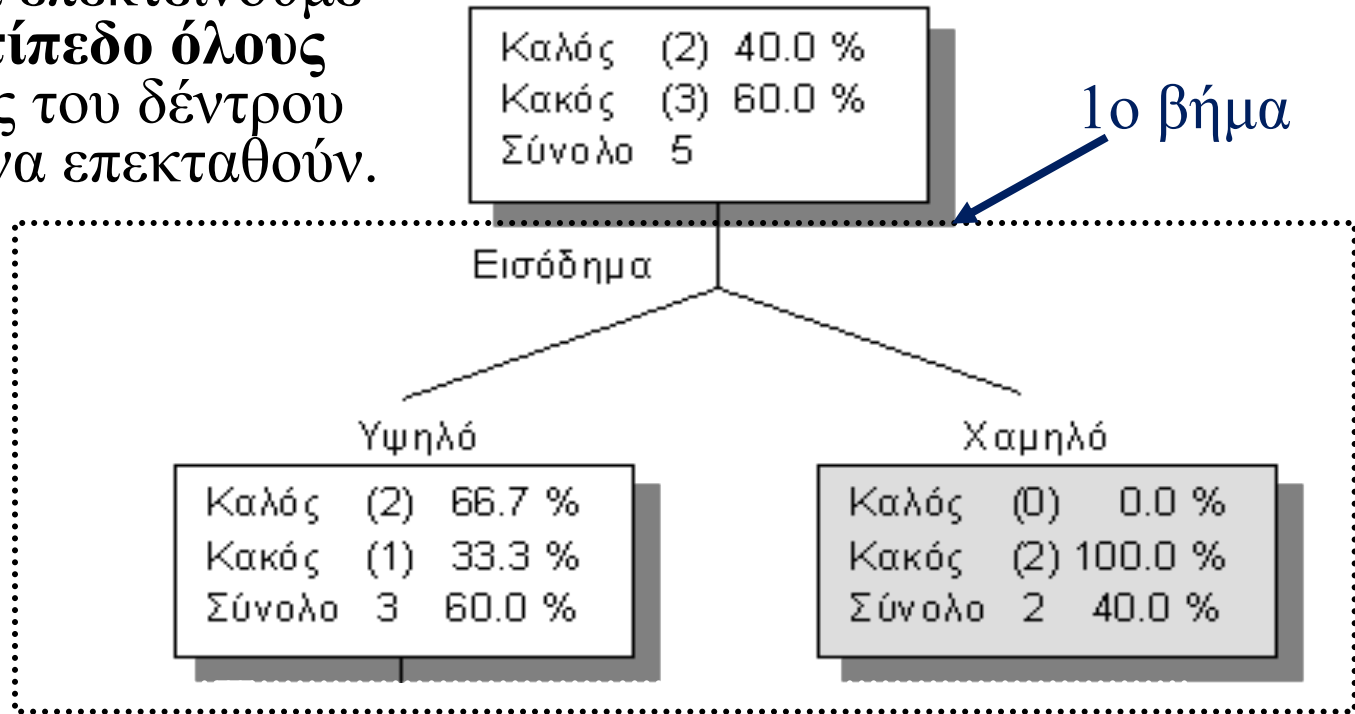 επεκτείνουμε
όλους
του δέντρου
να επεκταθούν.
Καλός (2) 40.0 %
Κακός (3) 60.0 %
Σύνολο 5
1ο βήμα
Εισόδημα
Υψηλό
Χαμηλό
Καλός (2) 66.7 %
Κακός (1) 33.3 %
Σύνολο 3 60.0 %
Καλός (0) 0.0 %
Κακός (2) 100.0 %
Σύνολο 2 40.0 %